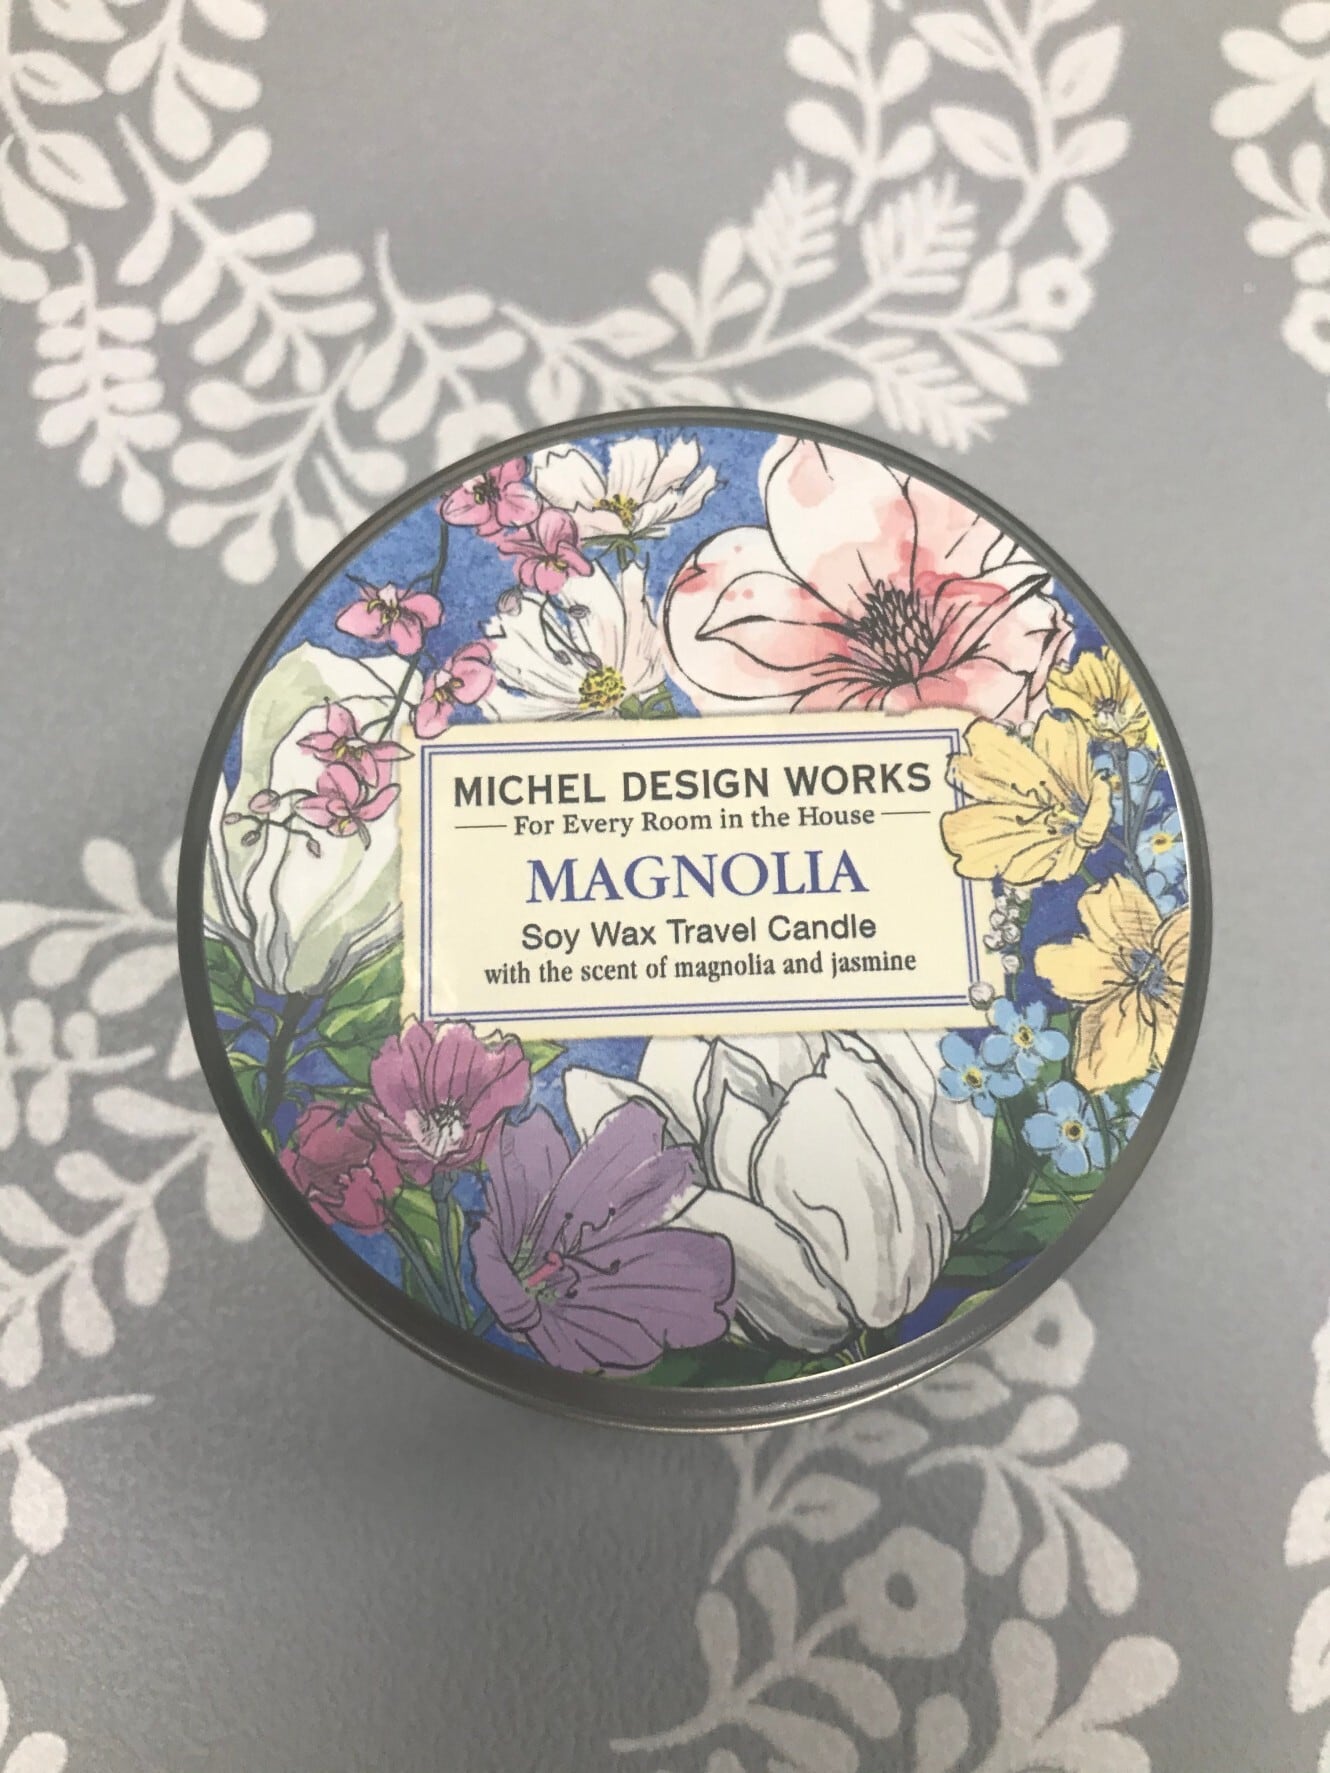 MICHEL DESIGN WORKS
For Every Room in the House
MAGNOLIA
Soy Wax Travel Candle
with the scent of magnolia and jasmine